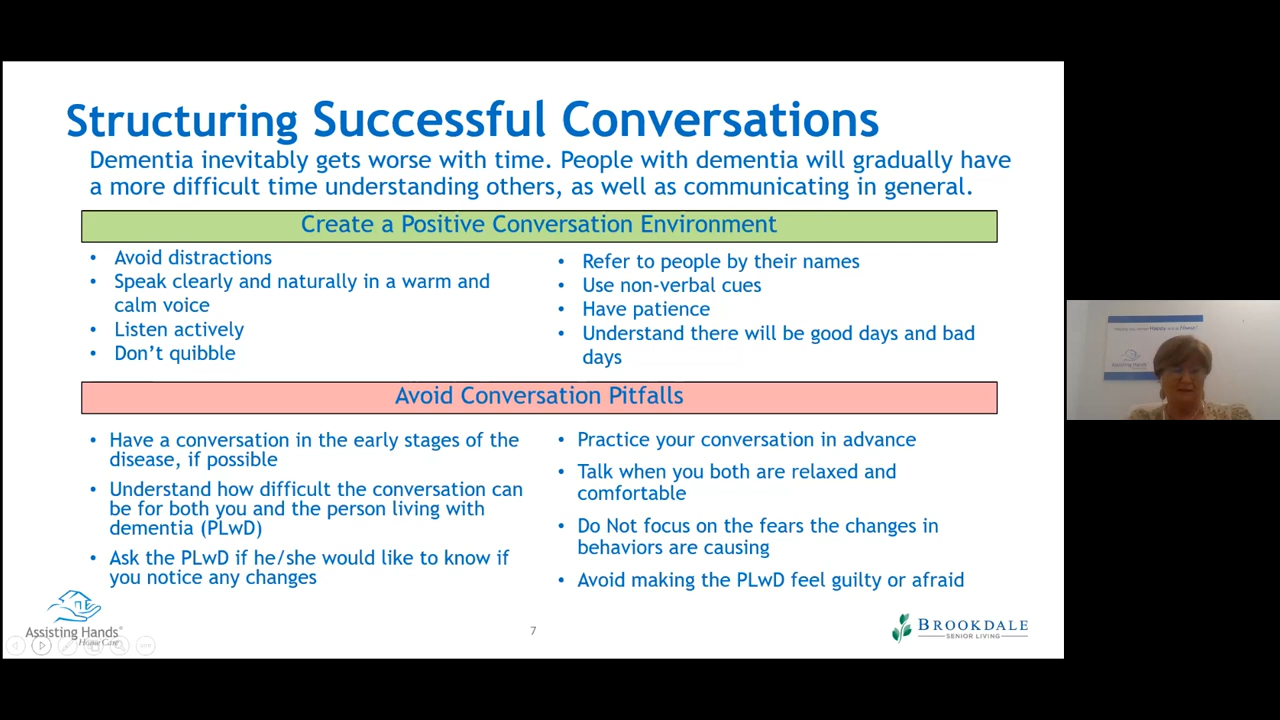 Structuring Successful Conversations
Dementia inevitably gets worse with time. People with dementia will gradually have
a more difficult time understanding others, as well as communicating in general.
Create a Positive Conversation Environment
• Avoid distractions
• Speak clearly and naturally in a warm and
calm voice
• Listen actively
• Don't quibble
• Refer to people by their names
• Use non-verbal cues
• Have patience
• Understand there will be good days and bad
days
Avoid Conversation Pitfalls
• Have a conversation in the early stages of the
disease, if possible
• Understand how difficult the conversation can
be for both you and the person living with
dementia (PLwD)
• Ask the PLwD if he/she would like to know if
you notice any changes
• Practice your conversation in advance
• Talk when you both are relaxed and
comfortable
• Do Not focus on the fears the changes in
behaviors are causing
• Avoid making the PLwD feel guilty or afraid
Assisting Hands®
Home Care
7
BROOKDALE
SENIOR LIVING
Assisting Hands